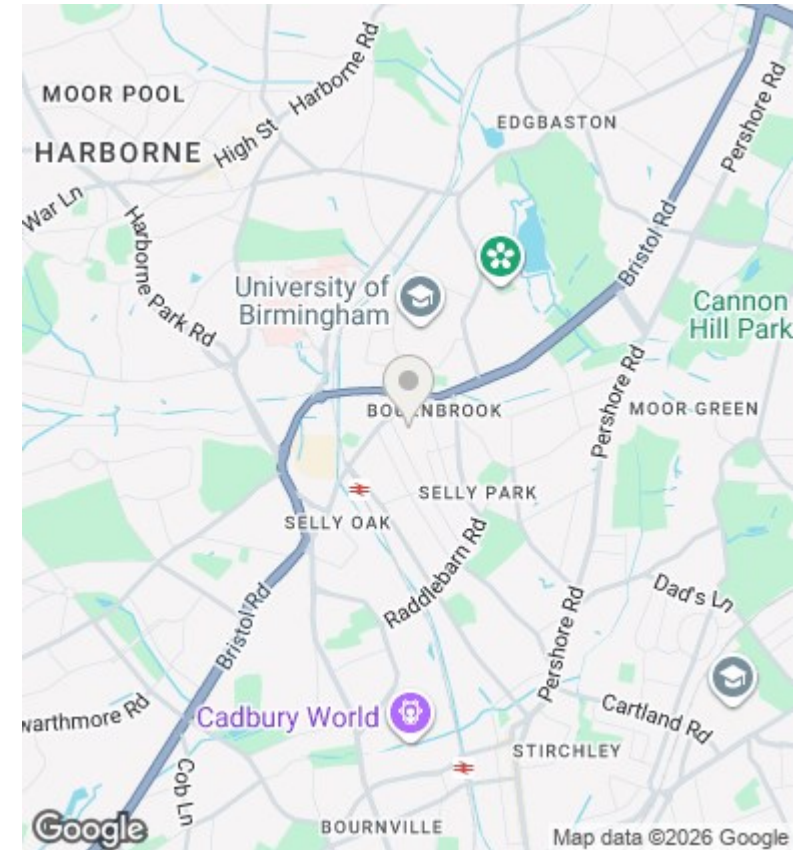 Harborne Rd
MOOR POOL
EDGBASTON
Pershore Rd
HARBORNE
High St
War Ln
Harborne Park Rd
Bristol Rd
University of
Birmingham
Cannon
Hill Park
Pershore Rd
MOOR GREEN
SELLY PARK
SELLY OAK
Raddlebarn Rd
Dad's Ln
Bristol Rd
Pershore Rd
warthmore Rd
Cadbury World
Cartland Rd
Cob Ln
STIRCHLEY
BOURNVILLE
Google
Map data ©2026 Google